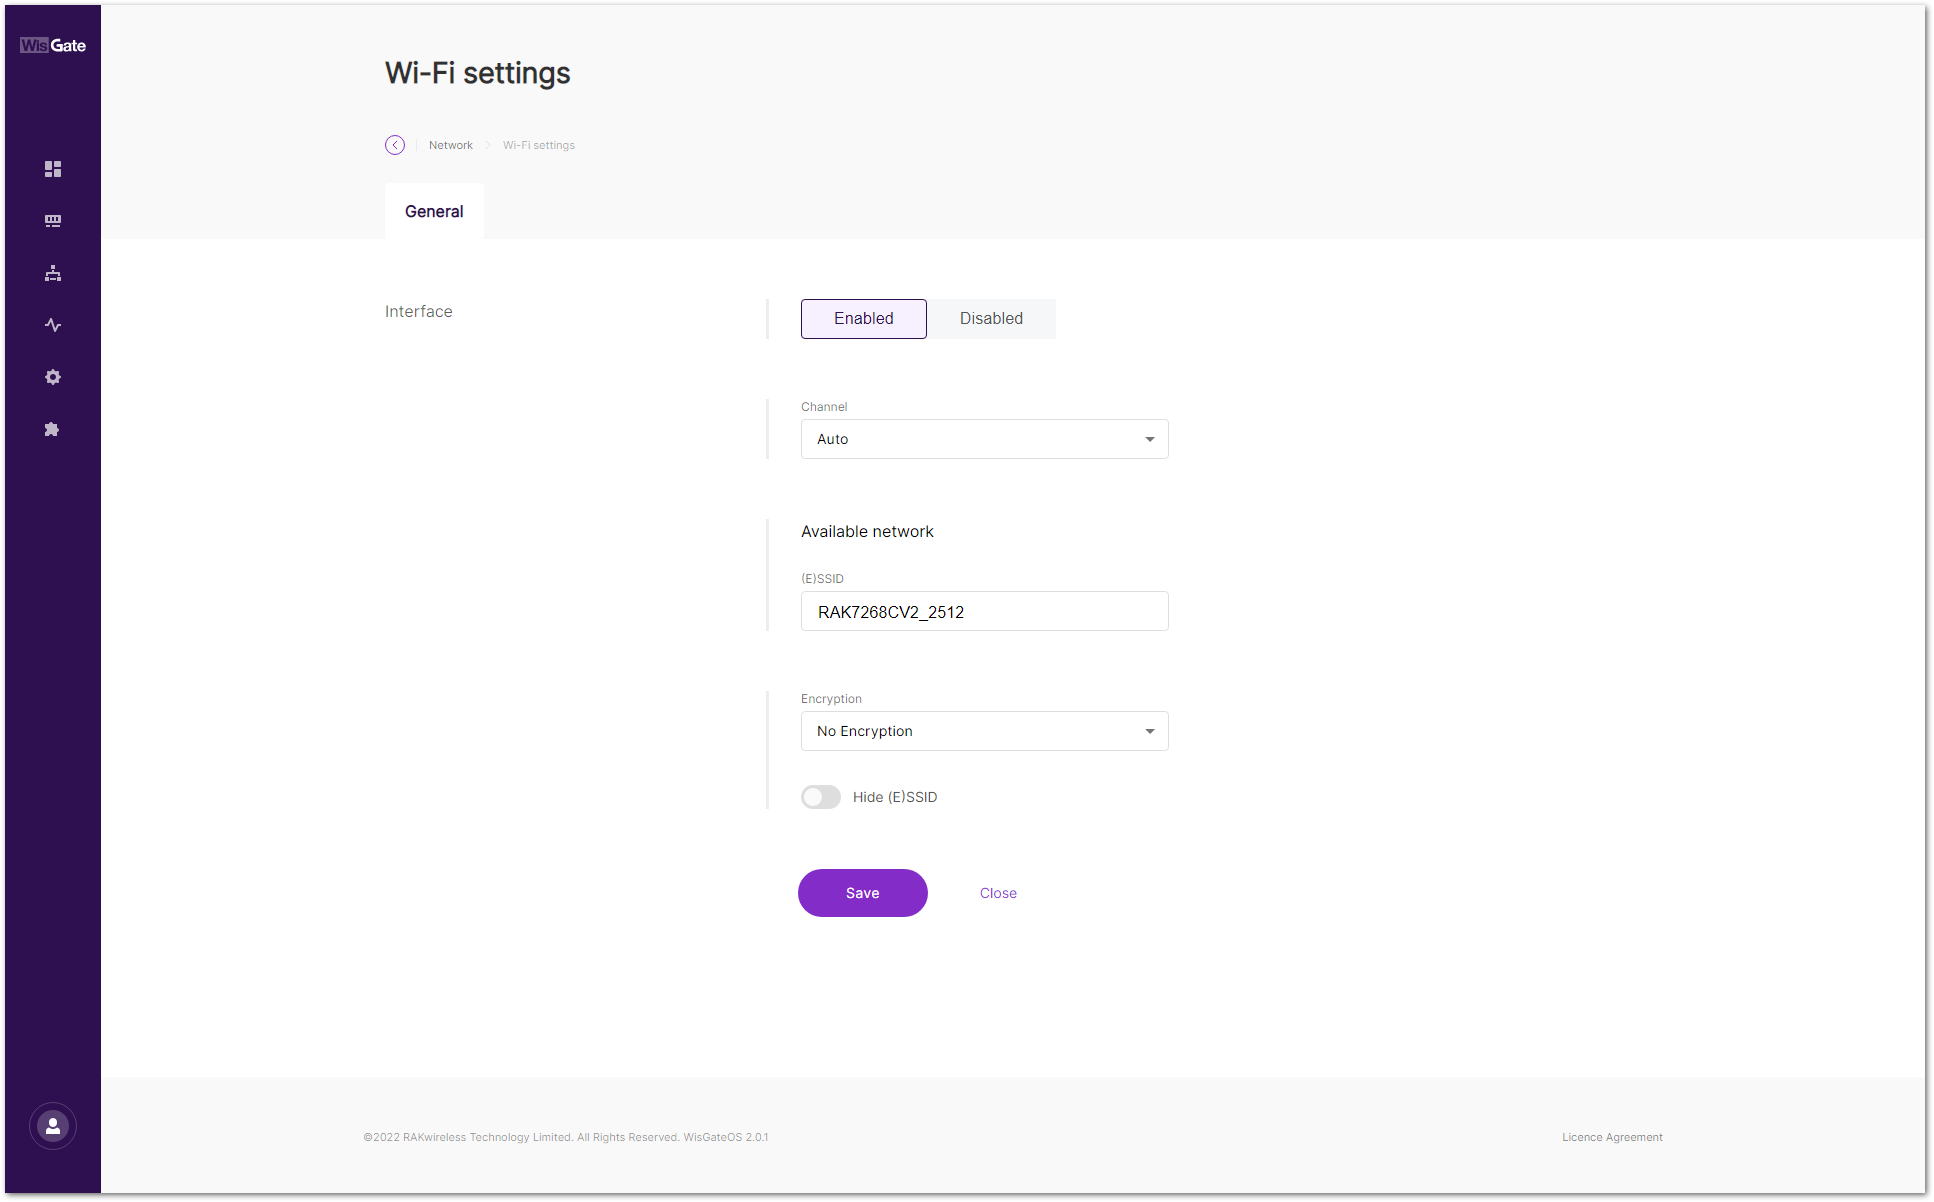 WisGate
Wi-Fi settings
Network Wi-Fi settings
General
Interface
Enabled Disabled
Channel
Auto
Available network
(E)SSID
RAK7268CV2_2512
Encryption
No Encryption
Hide (E)SSID
Save Close
©2022 RAKwireless Technology Limited. All Rights Reserved. WisGateOS 2.0.1 Licence Agreement